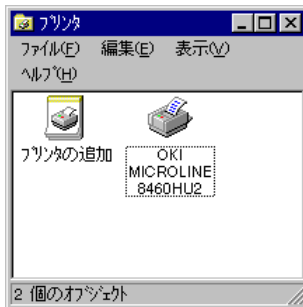 プリンタ
ファイル(F) 編集(E) 表示(V)
ヘルプ(H)
プリンタの追加
OKI
MICROLINE
8460HU2
2 個のオブジェクト